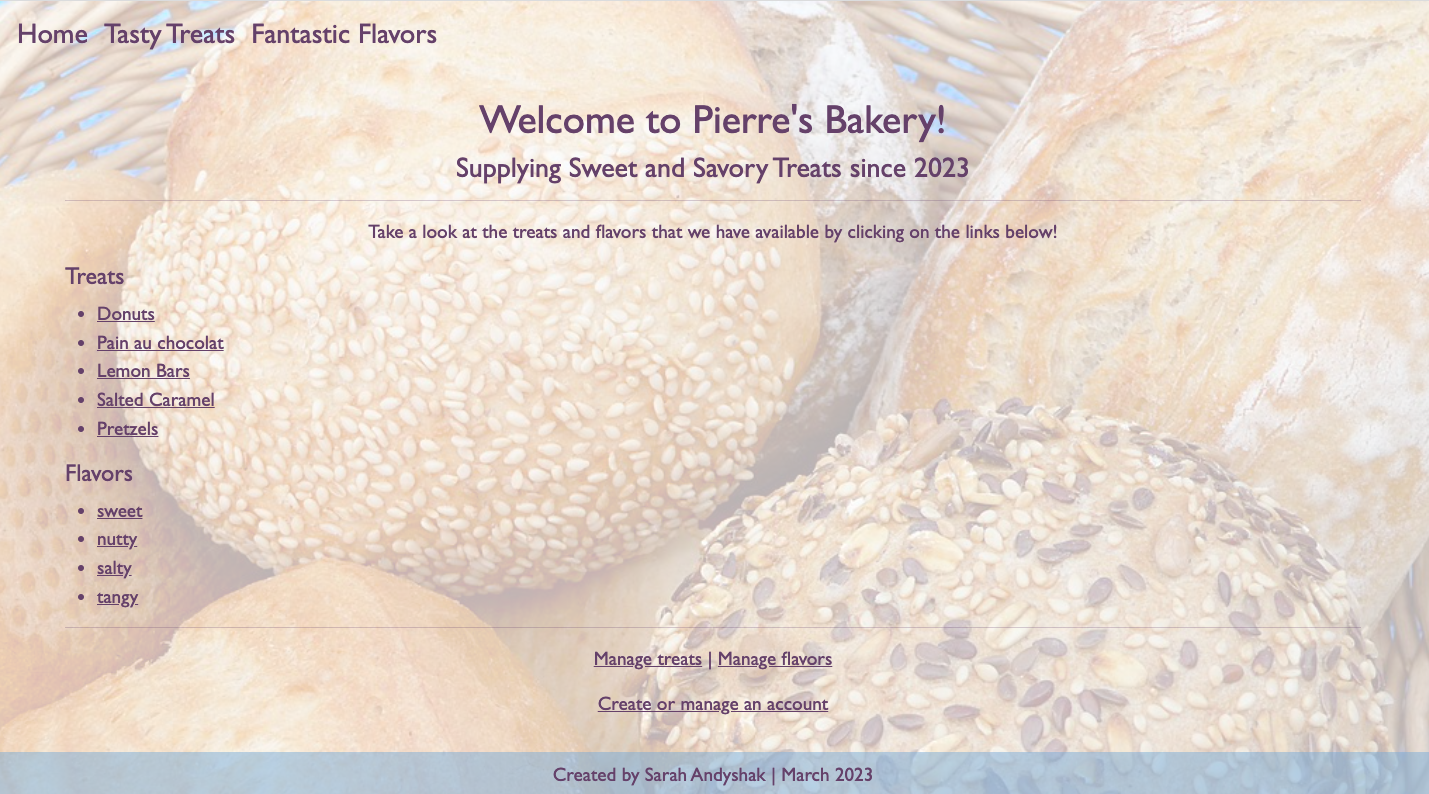 Home Tasty Treats Fantastic Flavors
Welcome to Pierre's Bakery!
Supplying Sweet and Savory Treats since 2023
Take a look at the treats and flavors that we have available by clicking on the links below!
Treats
• Donuts
• Pain au chocolat
• Lemon Bars
• Salted Caramel
• Pretzels
Flavors
• sweet
• nutty
• salty
• tangy
Manage treats | Manage flavors
Create or manage an account
Created by Sarah Andyshak | March 2023